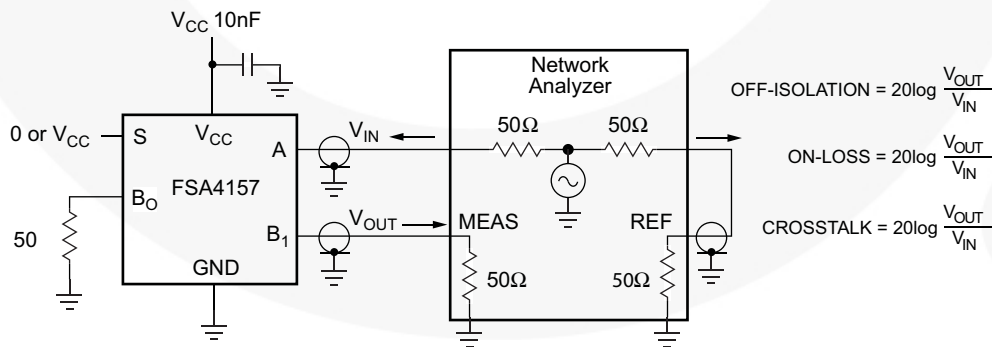 V_CC 10nF
Network
Analyzer
OFF-ISOLATION = 20log V_OUT / V_IN
0 or V_CC
S
V_CC
A
V_IN
50Ω
50Ω
FSA4157
ON-LOSS = 20log V_OUT / V_IN
B_O
V_OUT
MEAS
REF
50
B_1
CROSSTALK = 20log V_OUT / V_IN
GND
50Ω
50Ω